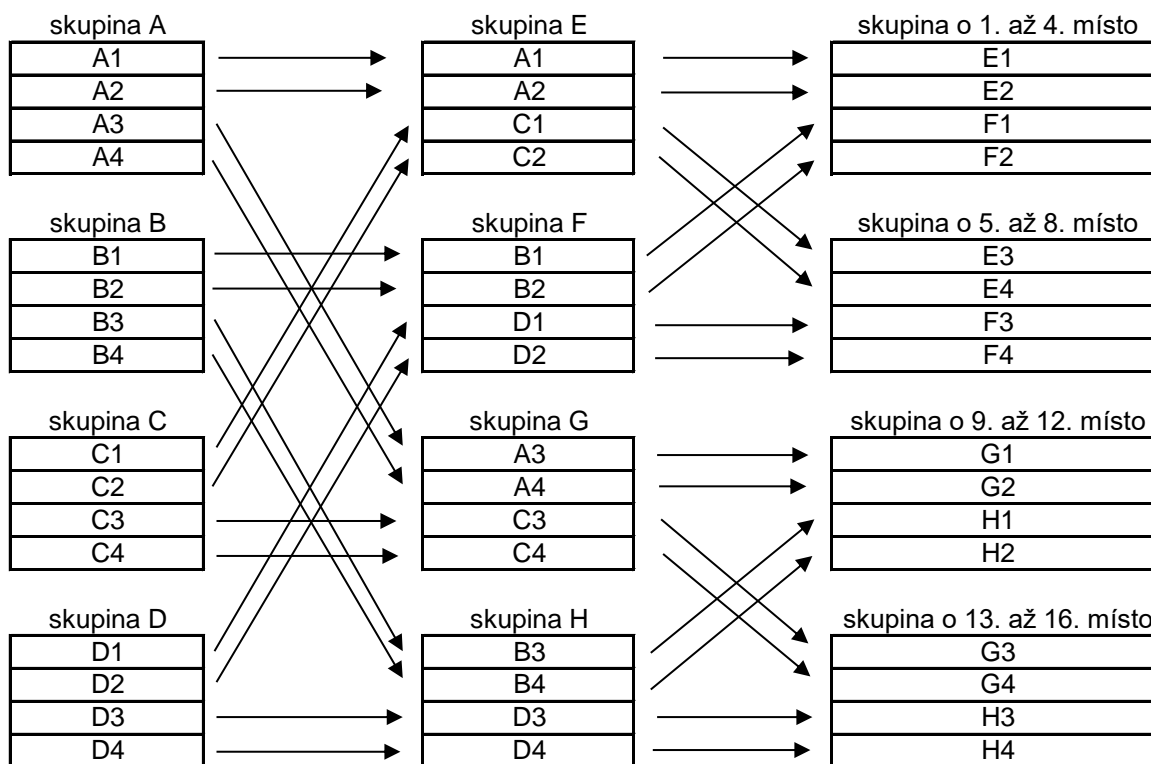 skupina A
A1
A2
A3
A4
skupina B
B1
B2
B3
B4
skupina C
C1
C2
C3
C4
skupina D
D1
D2
D3
D4
skupina E
A1
A2
C1
C2
skupina F
B1
B2
D1
D2
skupina G
A3
A4
C3
C4
skupina H
B3
B4
D3
D4
skupina o 1. až 4. místo
E1
E2
F1
F2
skupina o 5. až 8. místo
E3
E4
F3
F4
skupina o 9. až 12. místo
G1
G2
H1
H2
skupina o 13. až 16. místo
G3
G4
H3
H4